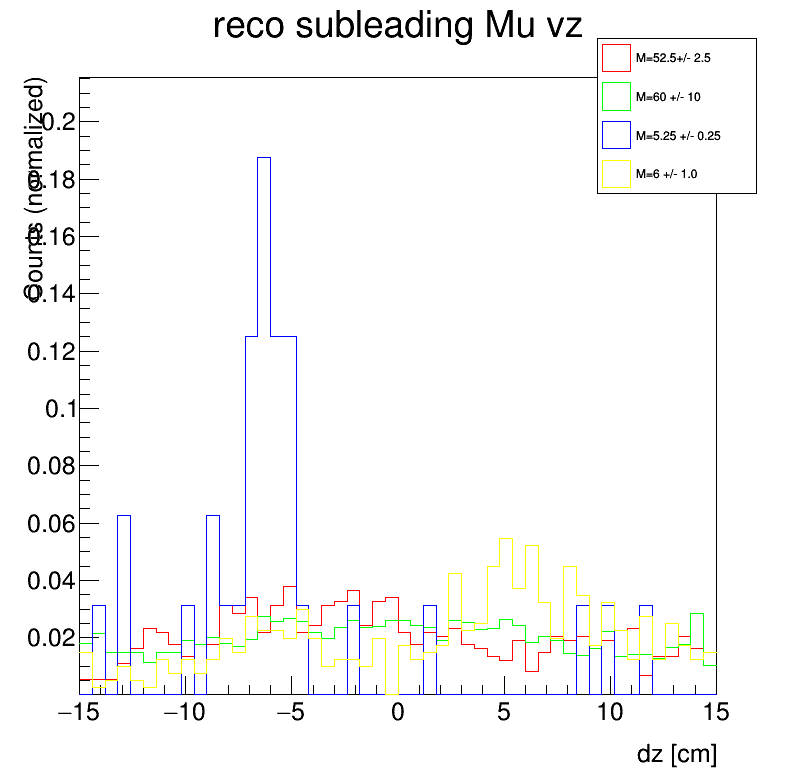 reco subleading Mu vz
M=52.5+/- 2.5
M=60 +/- 10
M=5.25 +/- 0.25
M=6 +/- 1.0
Counts (normalized)
0.2
0.18
0.16
0.14
0.12
0.1
0.08
0.06
0.04
0.02
−15 −10 −5 0 5 10 15
dz [cm]